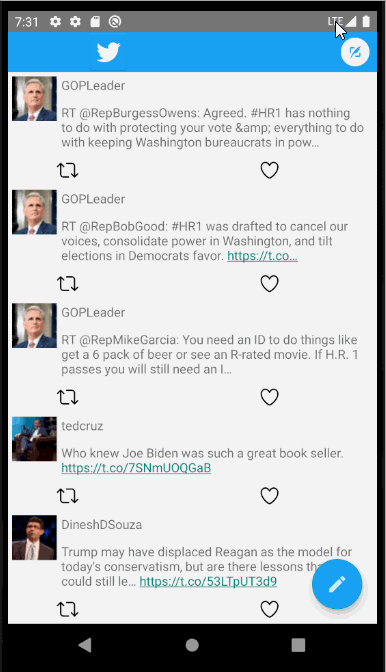 7:31
LTE
GOPLeader
RT @RepBurgessOwens: Agreed. #HR1 has nothing
to do with protecting your vote &amp; everything to do
with keeping Washington bureaucrats in pow…
GOPLeader
RT @RepBobGood: #HR1 was drafted to cancel our
voices, consolidate power in Washington, and tilt
elections in Democrats favor. https://t.co…
GOPLeader
RT @RepMikeGarcia: You need an ID to do things like
get a 6 pack of beer or see an R-rated movie. If H.R. 1
passes you will still need an I…
tedcruz
Who knew Joe Biden was such a great book seller.
https://t.co/7SNmUOQGaB
DineshDSouza
Trump may have displaced Reagan as the model for
today's conservatism, but are there lessons
could still le… https://t.co/53LTpUT3d9